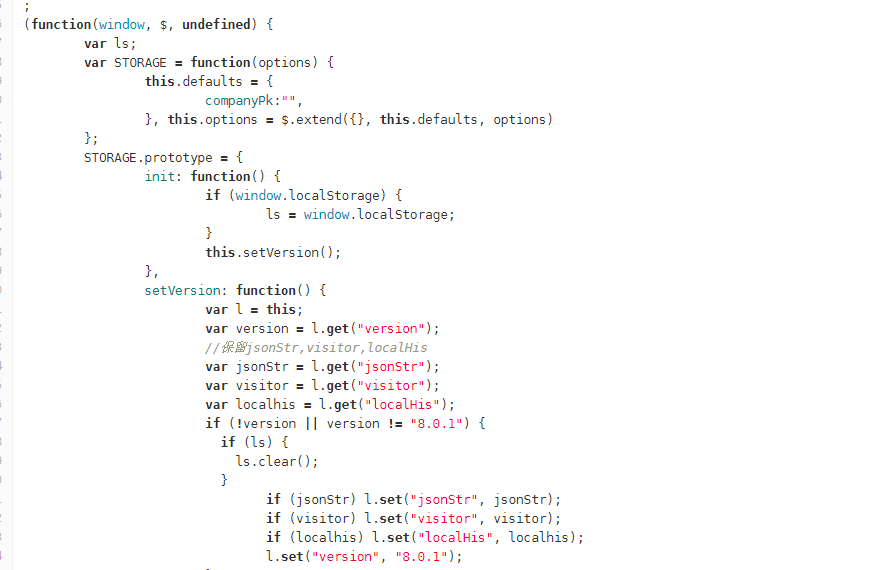 ;
(function(window, $, undefined) {
var ls;
var STORAGE = function(options) {
this.defaults = {
companyPk:"",
}, this.options = $.extend({}, this.defaults, options)
};
STORAGE.prototype = {
init: function() {
if (window.localStorage) {
ls = window.localStorage;
}
this.setVersion();
},
setVersion: function() {
var l = this;
var version = l.get("version");
//保留jsonStr,visitor,localHis
var jsonStr = l.get("jsonStr");
var visitor = l.get("visitor");
var localhis = l.get("localHis");
if (!version || version != "8.0.1") {
if (ls) {
ls.clear();
}
if (jsonStr) l.set("jsonStr", jsonStr);
if (visitor) l.set("visitor", visitor);
if (localhis) l.set("localHis", localhis);
l.set("version", "8.0.1");